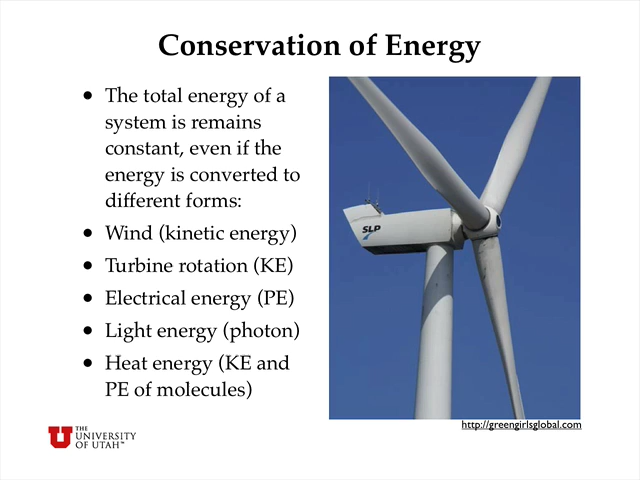 Conservation of Energy
• The total energy of a
system is remains
constant, even if the
energy is converted to
different forms:
• Wind (kinetic energy)
• Turbine rotation (KE)
• Electrical energy (PE)
• Light energy (photon)
• Heat energy (KE and
PE of molecules)
SLP
http://greengirlsglobal.com
U THE
UNIVERSITY
OF UTAH™